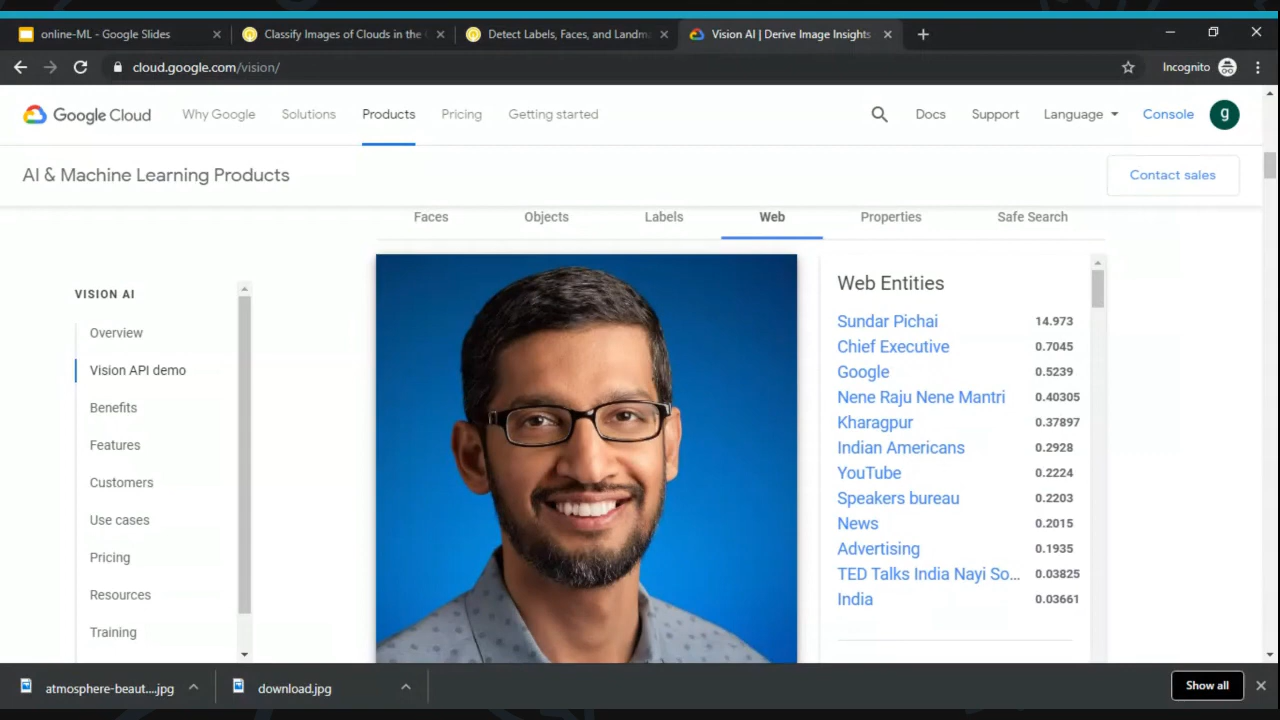 online-ML - Google Slides
Classify Images of Clouds in the
Detect Labels, Faces, and Landm
Vision AI | Derive Image Insights
cloud.google.com/vision/
Incognito
Google Cloud
Why Google
Solutions
Products
Pricing
Getting started
Docs
Support
Language
Console
g
AI & Machine Learning Products
Contact sales
Faces
Objects
Labels
Web
Properties
Safe Search
VISION AI
Overview
Vision API demo
Benefits
Features
Customers
Use cases
Pricing
Resources
Training
Web Entities
Sundar Pichai 14.973
Chief Executive 0.7045
Google 0.5239
Nene Raju Nene Mantri 0.40305
Kharagpur 0.37897
Indian Americans 0.2928
YouTube 0.2224
Speakers bureau 0.2203
News 0.2015
Advertising 0.1935
TED Talks India Nayi So... 0.03825
India 0.03661
atmosphere-beaut....jpg
download.jpg
Show all